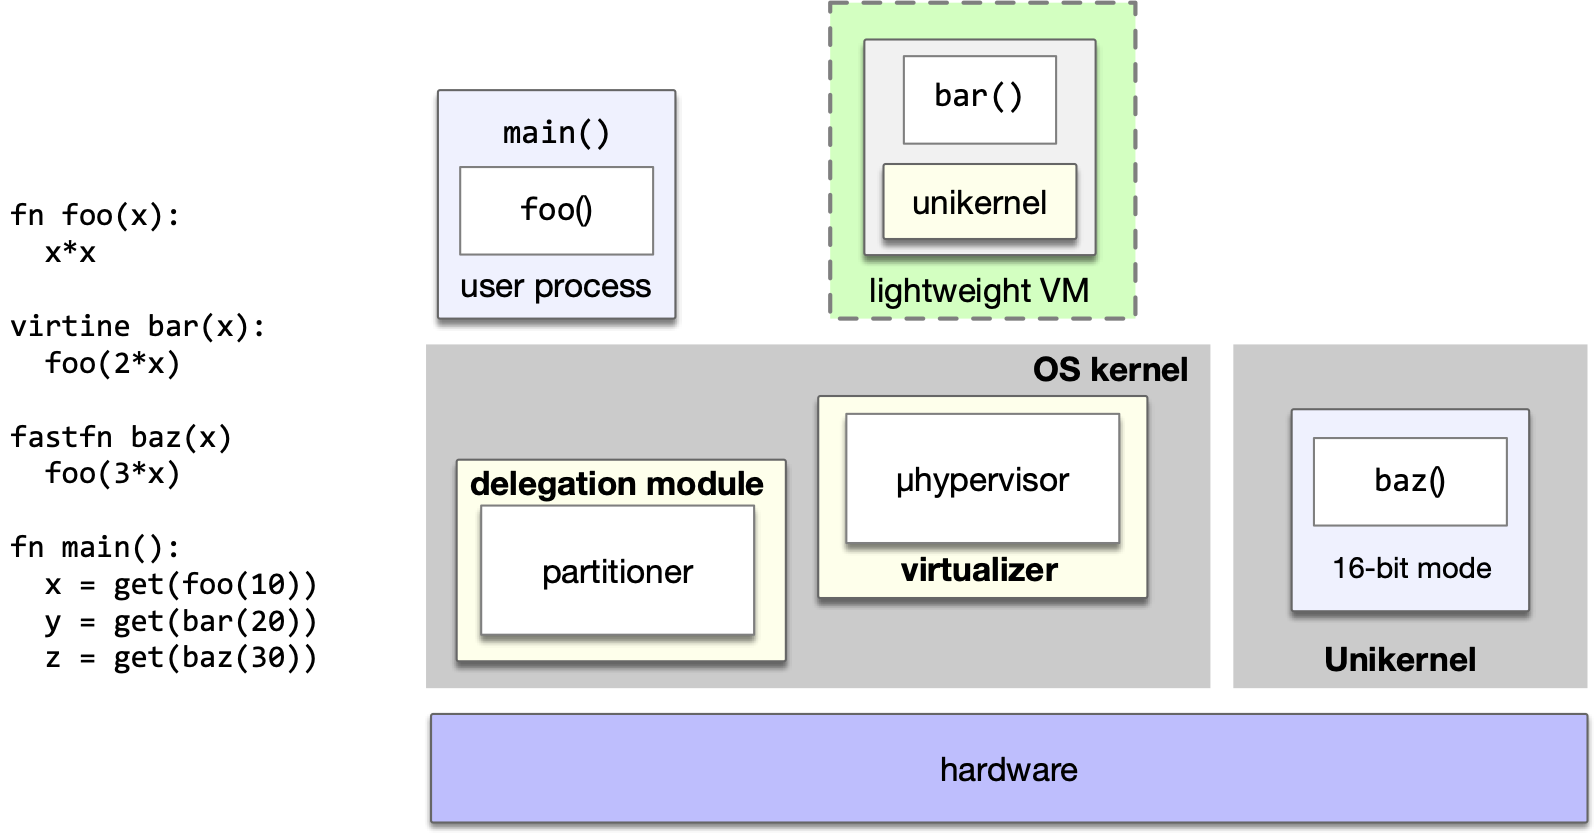 fn foo(x):
  x*x
virtine bar(x):
  foo(2*x)
fastfn baz(x)
  foo(3*x)
fn main():
  x = get(foo(10))
  y = get(bar(20))
  z = get(baz(30))
main()
foo()
user process
bar()
unikernel
lightweight VM
OS kernel
delegation module
partitioner
µhypervisor
virtualizer
baz()
16-bit mode
Unikernel
hardware